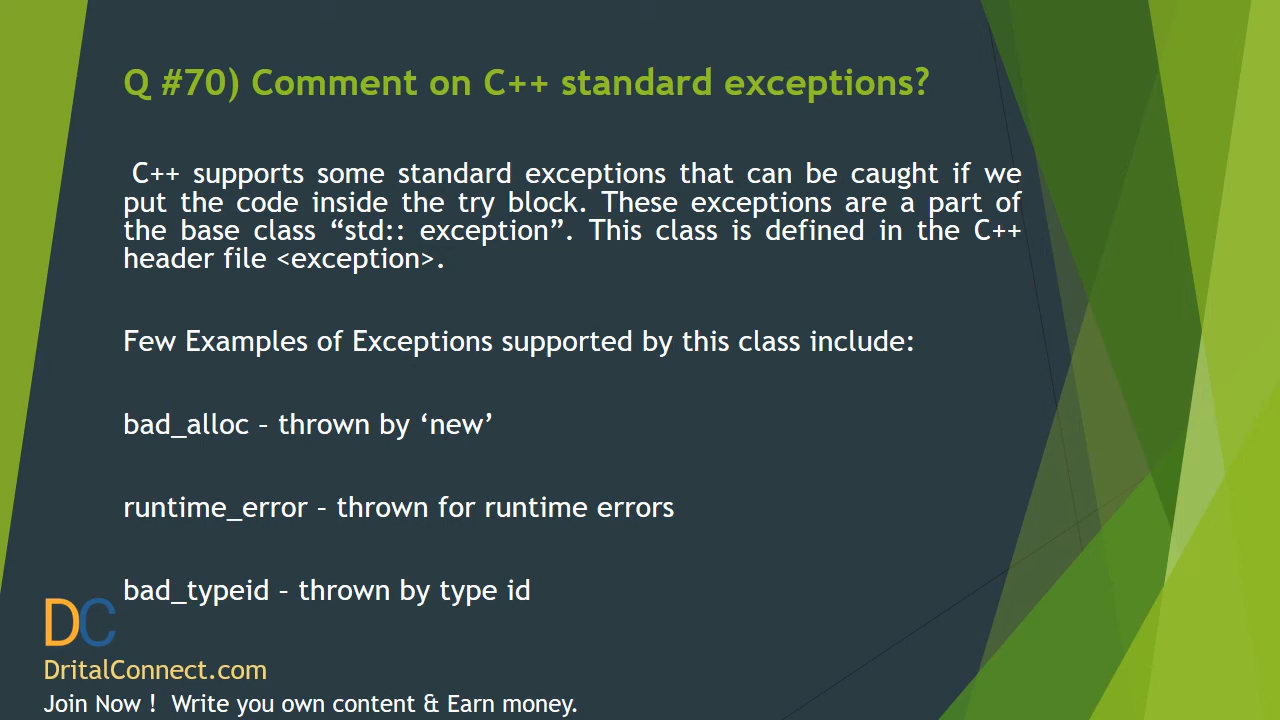 Q #70) Comment on C++ standard exceptions?
C++ supports some standard exceptions that can be caught if we
put the code inside the try block. These exceptions are a part of
the base class “std:: exception”. This class is defined in the C++
header file <exception>.
Few Examples of Exceptions supported by this class include:
bad_alloc – thrown by ‘new’
runtime_error – thrown for runtime errors
bad_typeid – thrown by type id
DC
DritalConnect.com
Join Now ! Write you own content & Earn money.